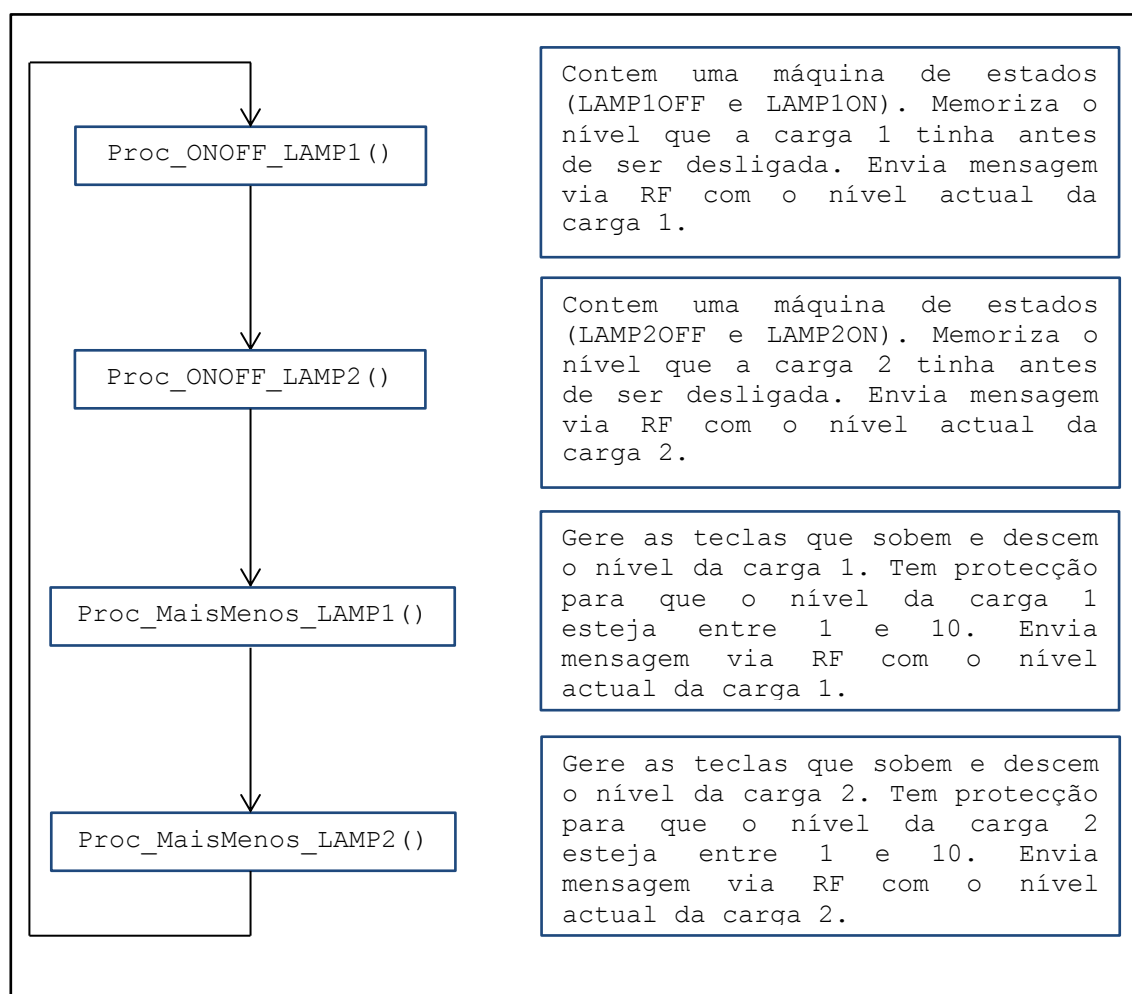 Proc_ONOFF_LAMP1()
Contem uma máquina de estados
(LAMP1OFF e LAMP1ON). Memoriza o
nível que a carga 1 tinha antes
de ser desligada. Envia mensagem
via RF com o nível actual da
carga 1.
Proc_ONOFF_LAMP2()
Contem uma máquina de estados
(LAMP2OFF e LAMP2ON). Memoriza o
nível que a carga 2 tinha antes
de ser desligada. Envia mensagem
via RF com o nível actual da
carga 2.
Proc_MaisMenos_LAMP1()
Gere as teclas que sobem e descem
o nível da carga 1. Tem protecção
para que o nível da carga 1
esteja entre 1 e 10. Envia
mensagem via RF com o nível
actual da carga 1.
Proc_MaisMenos_LAMP2()
Gere as teclas que sobem e descem
o nível da carga 2. Tem protecção
para que o nível da carga 2
esteja entre 1 e 10. Envia
mensagem via RF com o nível
actual da carga 2.